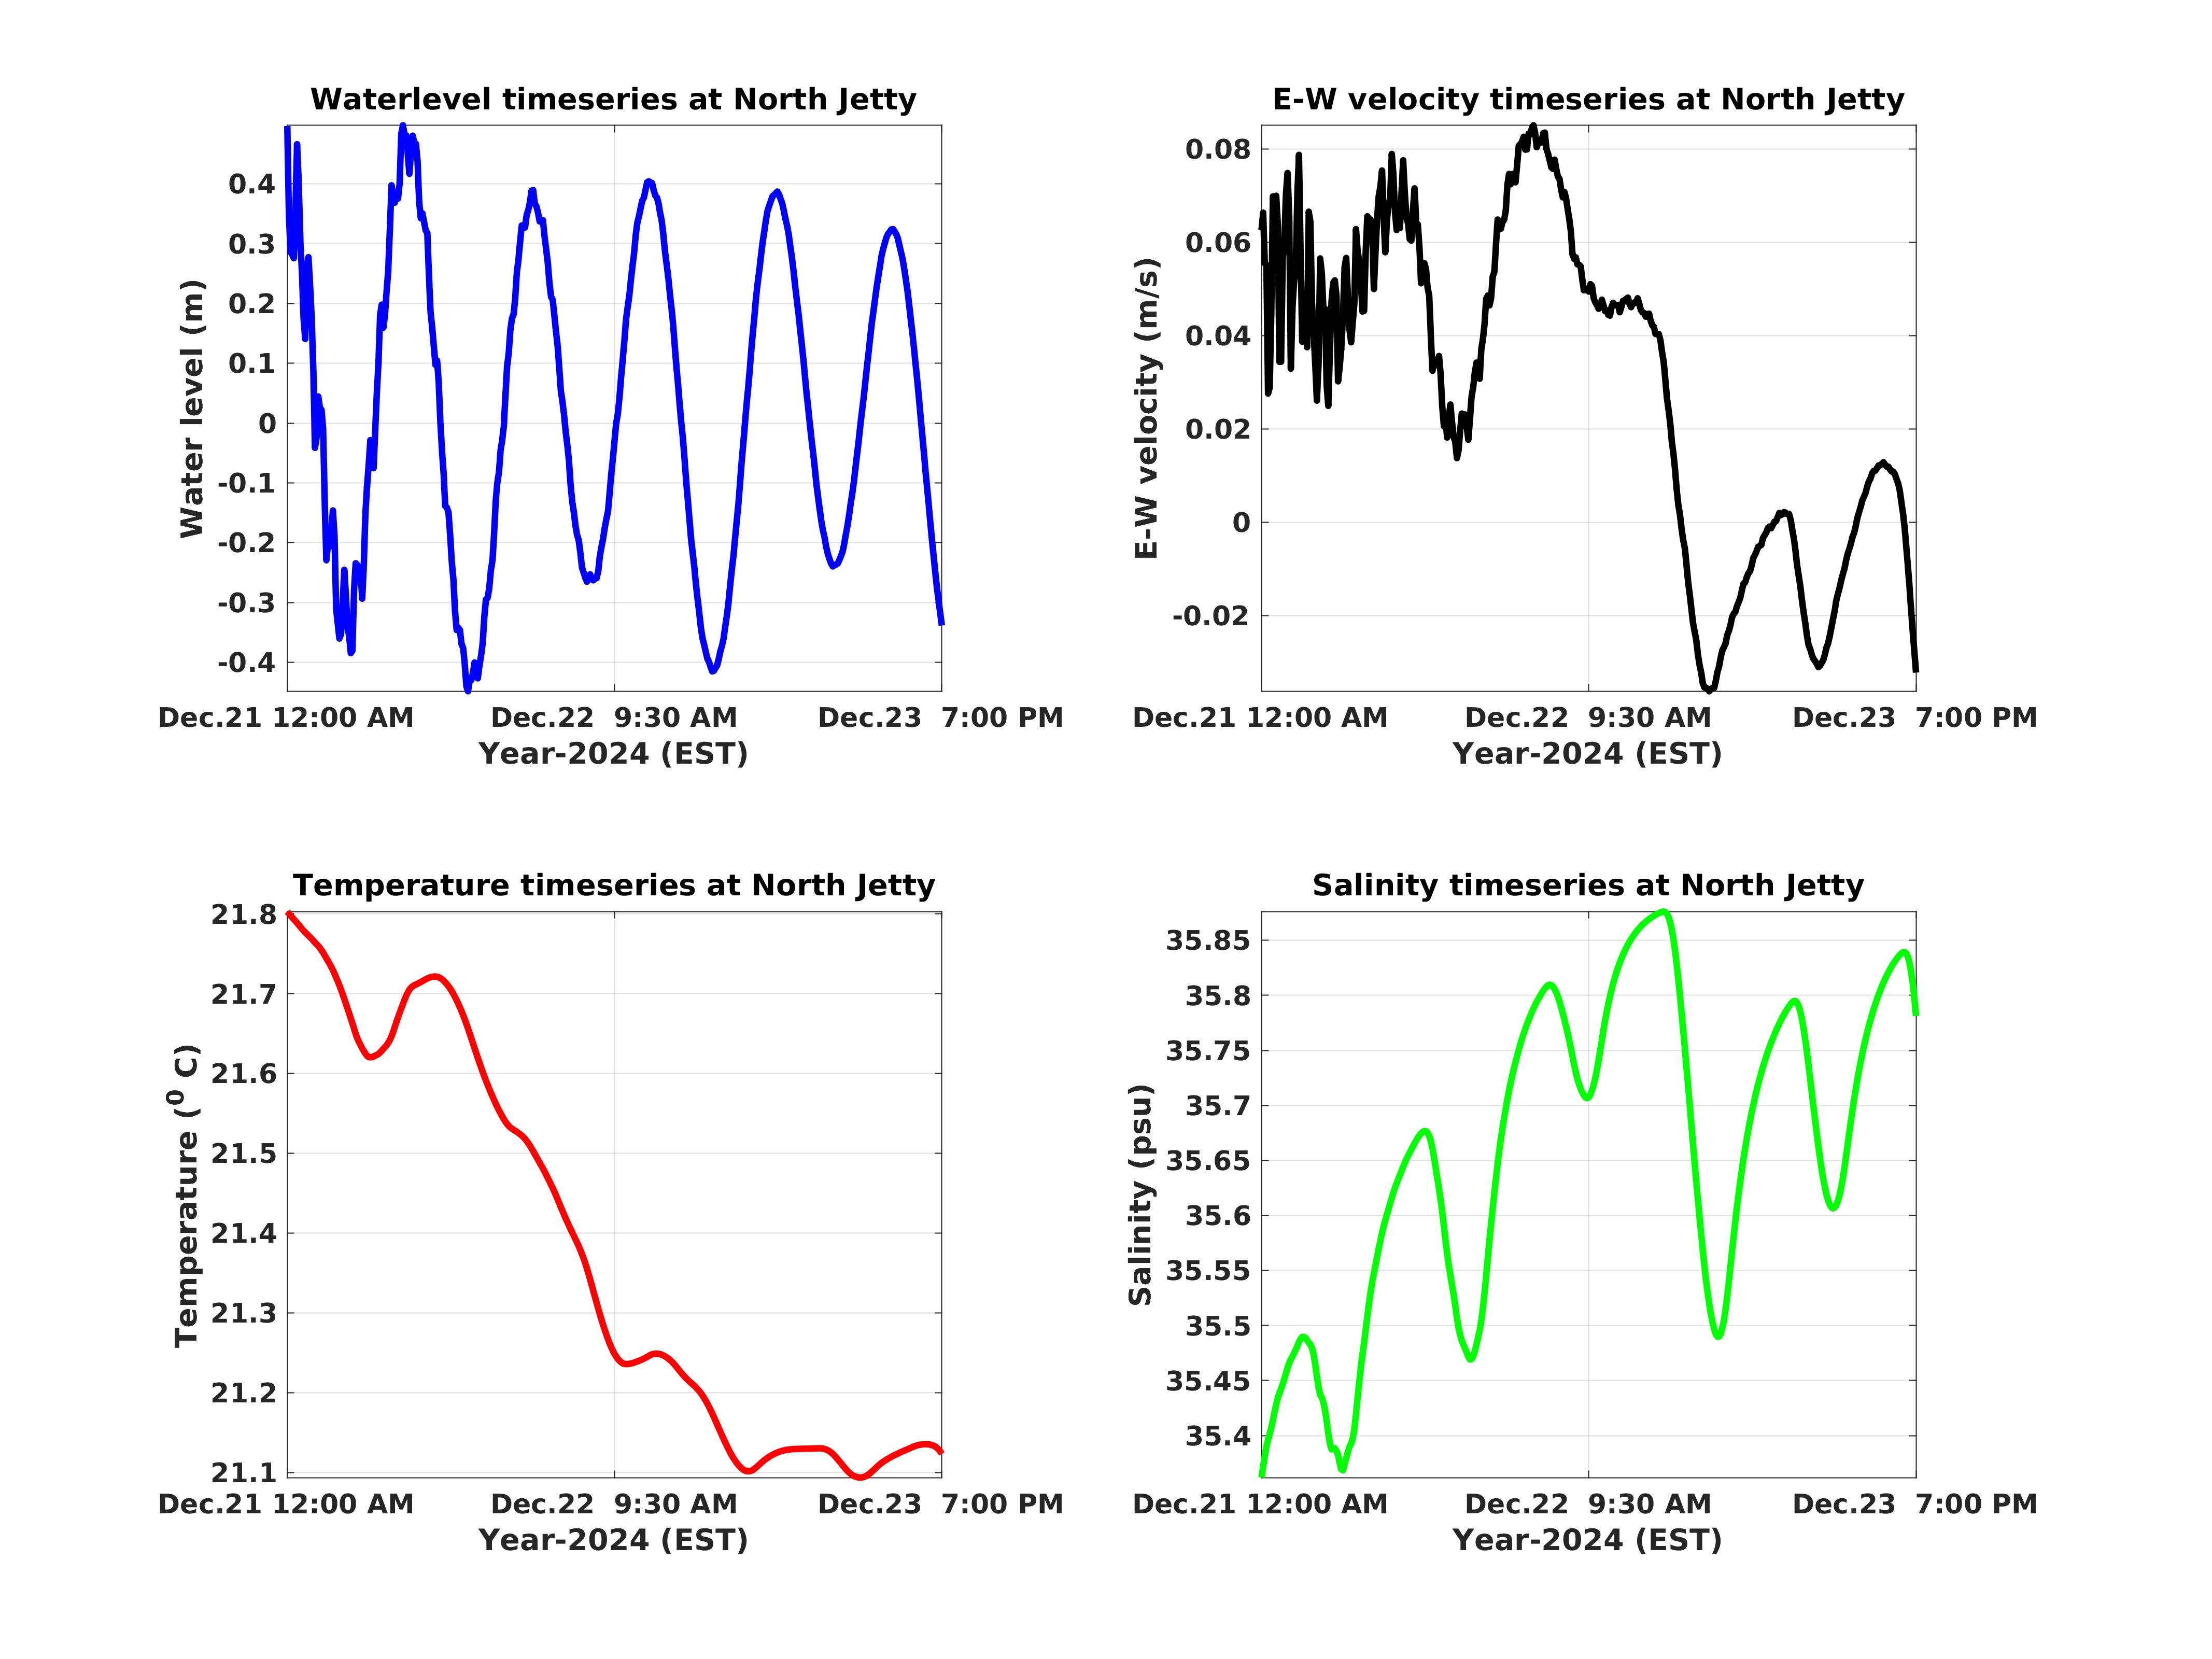 Waterlevel timeseries at North Jetty
Water level (m)
0.4
0.3
0.2
0.1
0
-0.1
-0.2
-0.3
-0.4
Dec.21 12:00 AM
Dec.22 9:30 AM
Dec.23 7:00 PM
Year-2024 (EST)
E-W velocity timeseries at North Jetty
E-W velocity (m/s)
0.08
0.06
0.04
0.02
0
-0.02
Dec.21 12:00 AM
Dec.22 9:30 AM
Dec.23 7:00 PM
Year-2024 (EST)
Temperature timeseries at North Jetty
Temperature (⁰ C)
21.8
21.7
21.6
21.5
21.4
21.3
21.2
21.1
Dec.21 12:00 AM
Dec.22 9:30 AM
Dec.23 7:00 PM
Year-2024 (EST)
Salinity timeseries at North Jetty
Salinity (psu)
35.85
35.8
35.75
35.7
35.65
35.6
35.55
35.5
35.45
35.4
Dec.21 12:00 AM
Dec.22 9:30 AM
Dec.23 7:00 PM
Year-2024 (EST)